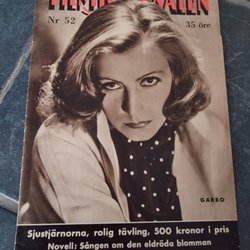 Nr 52
35 öre
GARBO
Sjustjärnorna, rolig tävling, 500 kronor i pris
Novell: Sången om den eldröda blomman